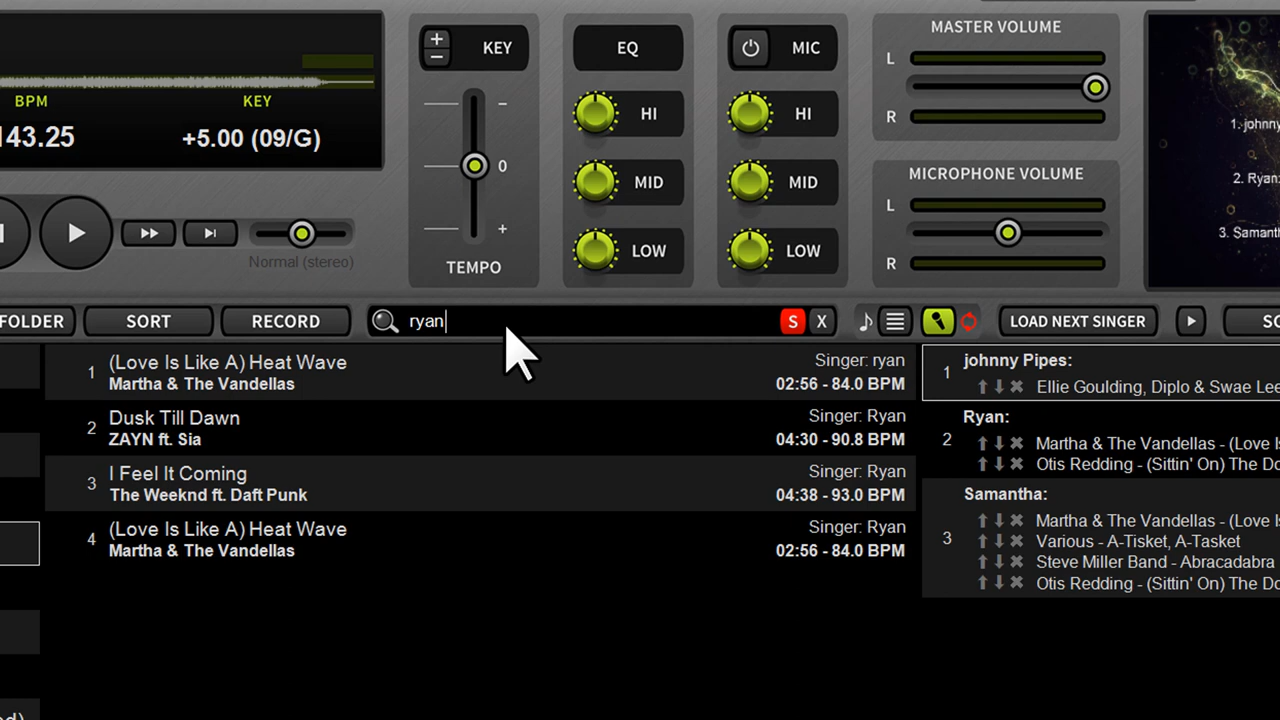 KEY
EQ
MIC
MASTER VOLUME
L
R
HI
HI
BPM
KEY
143.25
+5.00 (09/G)
–
0
+
TEMPO
MID
MID
LOW
LOW
MICROPHONE VOLUME
L
R
Normal (stereo)
1. johnny
2. Ryan:
3. Samanth
FOLDER
SORT
RECORD
ryan
S
X
LOAD NEXT SINGER
SC
1
(Love Is Like A) Heat Wave
Singer: ryan
Martha & The Vandellas
02:56 - 84.0 BPM
2
Dusk Till Dawn
Singer: Ryan
ZAYN ft. Sia
04:30 - 90.8 BPM
3
I Feel It Coming
Singer: Ryan
The Weeknd ft. Daft Punk
04:38 - 93.0 BPM
4
(Love Is Like A) Heat Wave
Singer: Ryan
Martha & The Vandellas
02:56 - 84.0 BPM
1
johnny Pipes:
Ellie Goulding, Diplo & Swae Lee
2
Ryan:
Martha & The Vandellas - (Love Is
Otis Redding - (Sittin' On) The Do
3
Samantha:
Martha & The Vandellas - (Love Is
Various - A-Tisket, A-Tasket
Steve Miller Band - Abracadabra
Otis Redding - (Sittin' On) The Do